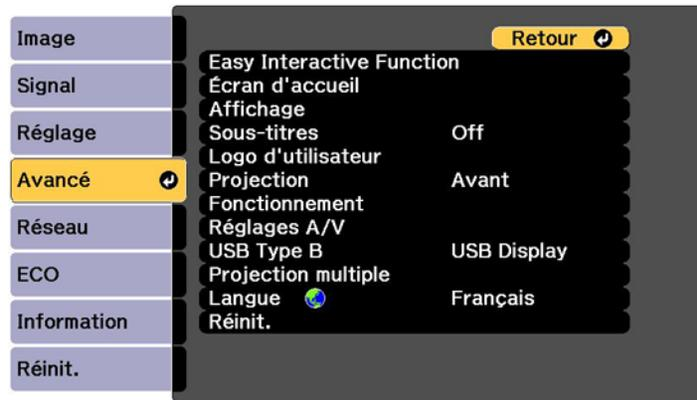 Image
Signal
Réglage
Avancé
Réseau
ECO
Information
Réinit.
Retour
Easy Interactive Function
Écran d'accueil
Affichage
Sous-titres Off
Logo d'utilisateur
Projection Avant
Fonctionnement
Réglages A/V
USB Type B USB Display
Projection multiple
Langue Français
Réinit.